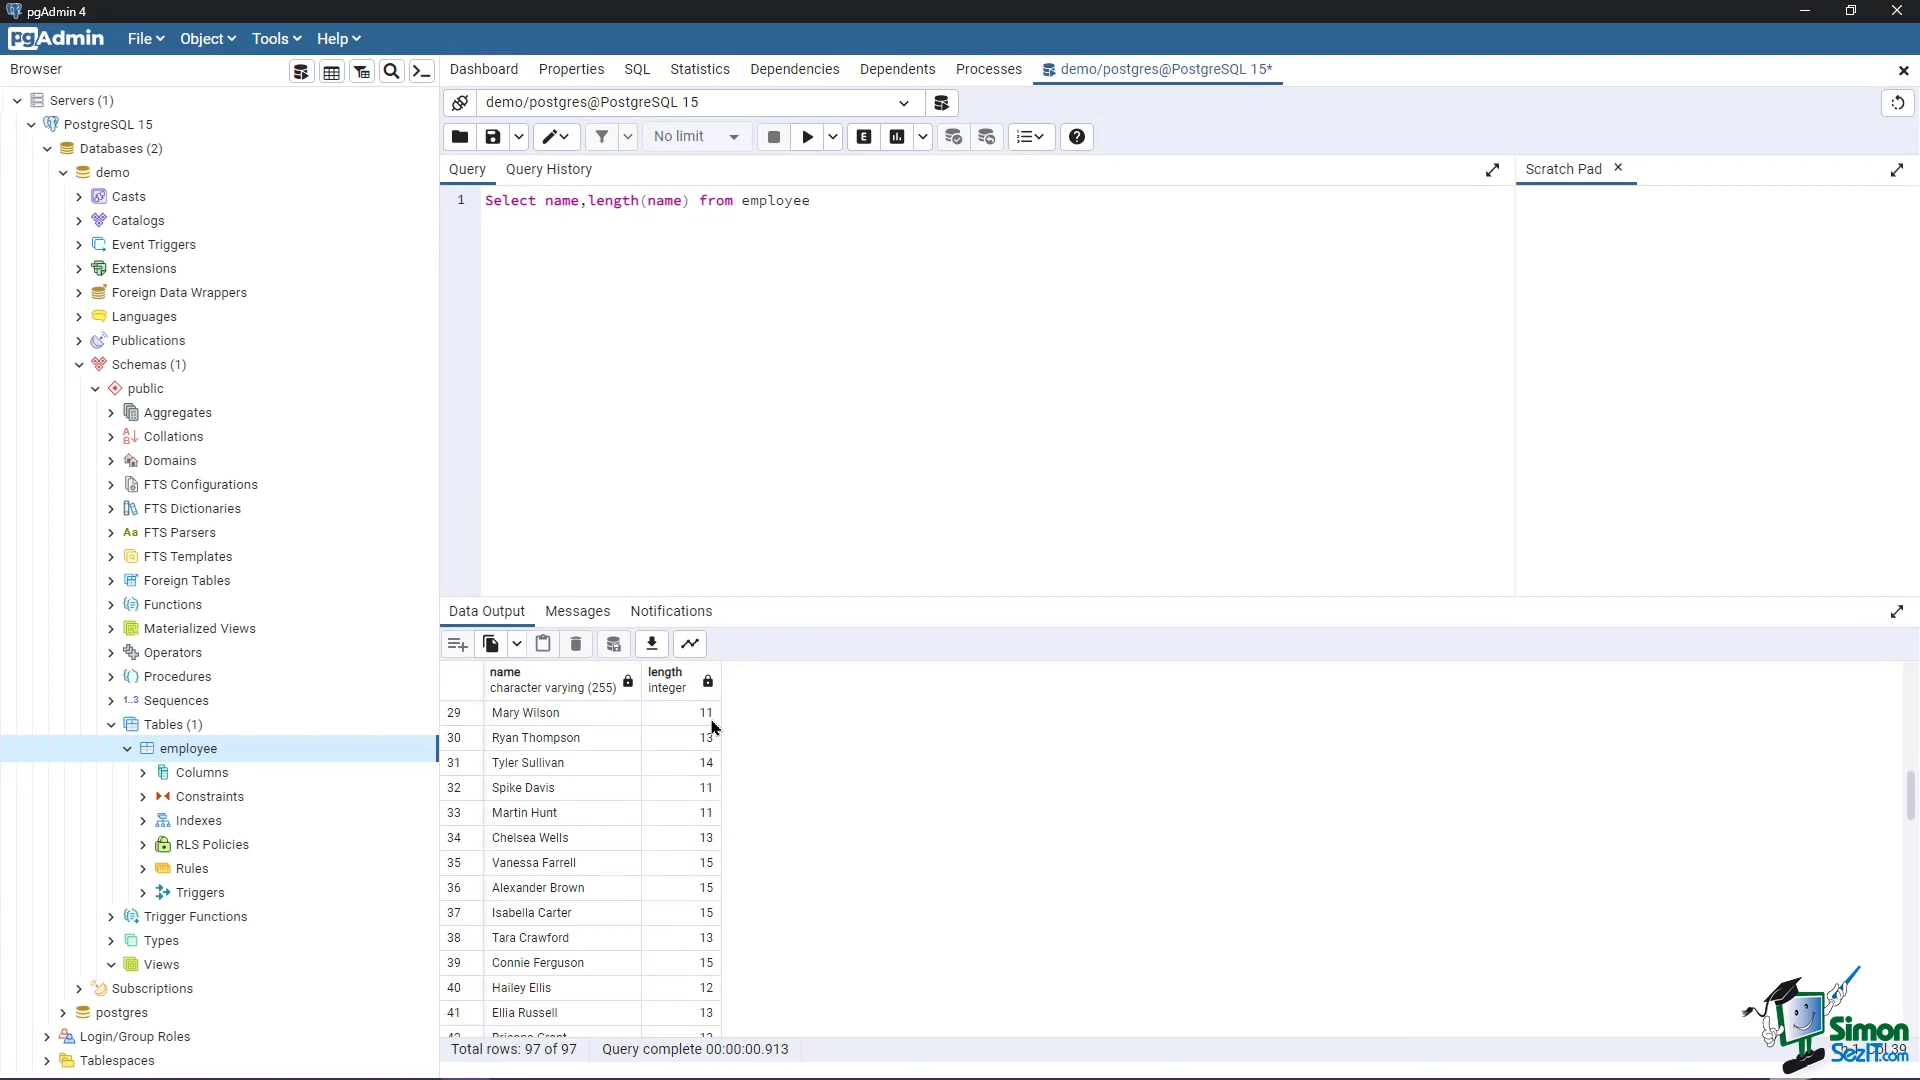 pgAdmin 4
pgAdmin File Object Tools Help
Browser
Dashboard Properties SQL Statistics Dependencies Dependents Processes demo/postgres@PostgreSQL 15*
Servers (1)
PostgreSQL 15
Databases (2)
demo
Casts
Catalogs
Event Triggers
Extensions
Foreign Data Wrappers
Languages
Publications
Schemas (1)
public
Aggregates
Collations
Domains
FTS Configurations
FTS Dictionaries
Aa FTS Parsers
FTS Templates
Foreign Tables
Functions
Materialized Views
Operators
Procedures
1..3 Sequences
Tables (1)
employee
Columns
Constraints
Indexes
RLS Policies
Rules
Triggers
Trigger Functions
Types
Views
Subscriptions
postgres
Login/Group Roles
Tablespaces
demo/postgres@PostgreSQL 15
No limit
E
Query Query History
Scratch Pad
1 Select name,length(name) from employee
Data Output Messages Notifications
name length
character varying (255) integer
29 Mary Wilson 11
30 Ryan Thompson 13
31 Tyler Sullivan 14
32 Spike Davis 11
33 Martin Hunt 11
34 Chelsea Wells 13
35 Vanessa Farrell 15
36 Alexander Brown 15
37 Isabella Carter 15
38 Tara Crawford 13
39 Connie Ferguson 15
40 Hailey Ellis 12
41 Ellia Russell 13
Total rows: 97 of 97 Query complete 00:00:00.913
Simon
SezIT.com